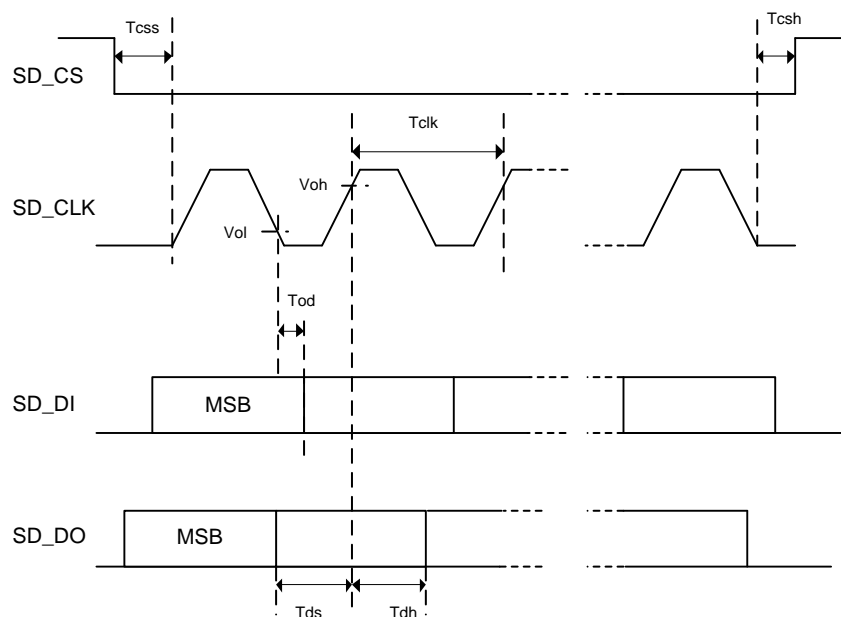 Tcss
Tcsh
SD_CS
Tclk
Voh
SD_CLK
Vol
Tod
SD_DI
MSB
SD_DO
MSB
Tds
Tdh